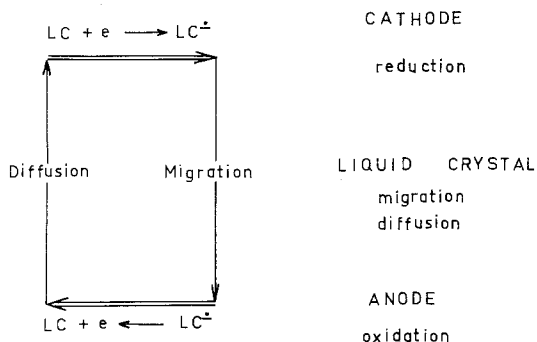 CATHODE
LC + e ⟶ LC⨪
reduction
Diffusion
Migration
LIQUID CRYSTAL
migration
diffusion
ANODE
LC + e ⟵ LC⨪
oxidation